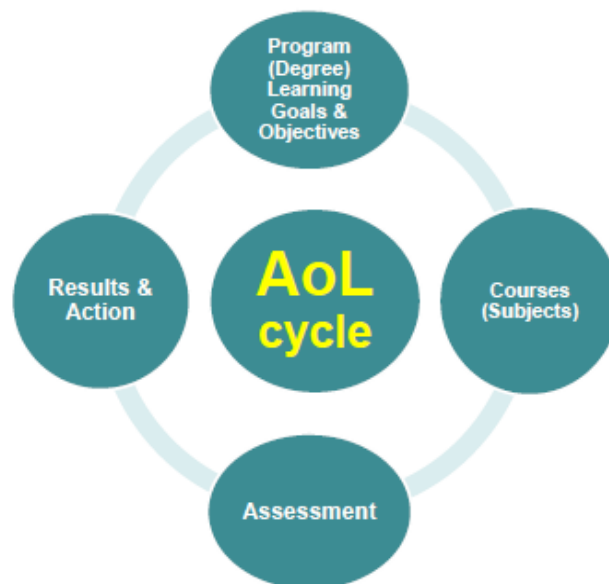 Program
(Degree)
Learning
Goals &
Objectives
Results &
Action
AoL
cycle
Courses
(Subjects)
Assessment